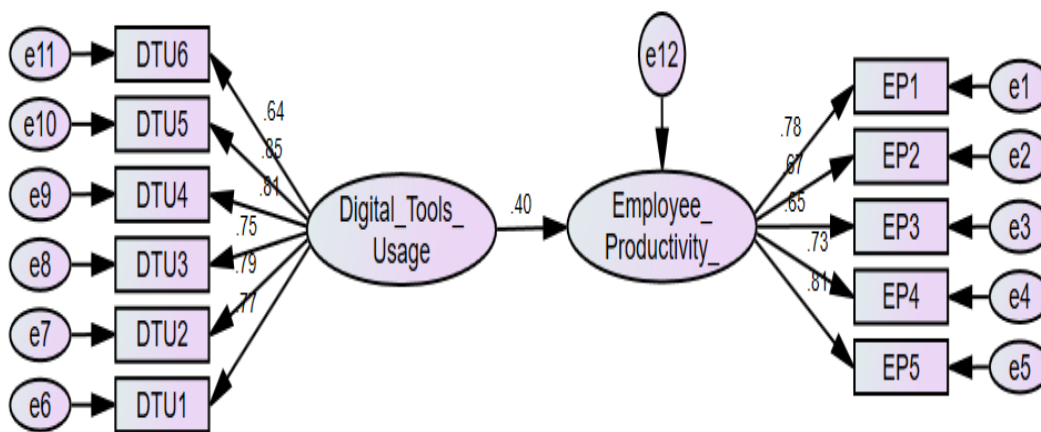 e11
DTU6
e10
DTU5
e9
DTU4
e8
DTU3
e7
DTU2
e6
DTU1
.64
.85
.81
.75
.79
.77
Digital_Tools_
Usage
.40
e12
Employee_
Productivity_
.78
.67
.65
.73
.81
EP1
e1
EP2
e2
EP3
e3
EP4
e4
EP5
e5